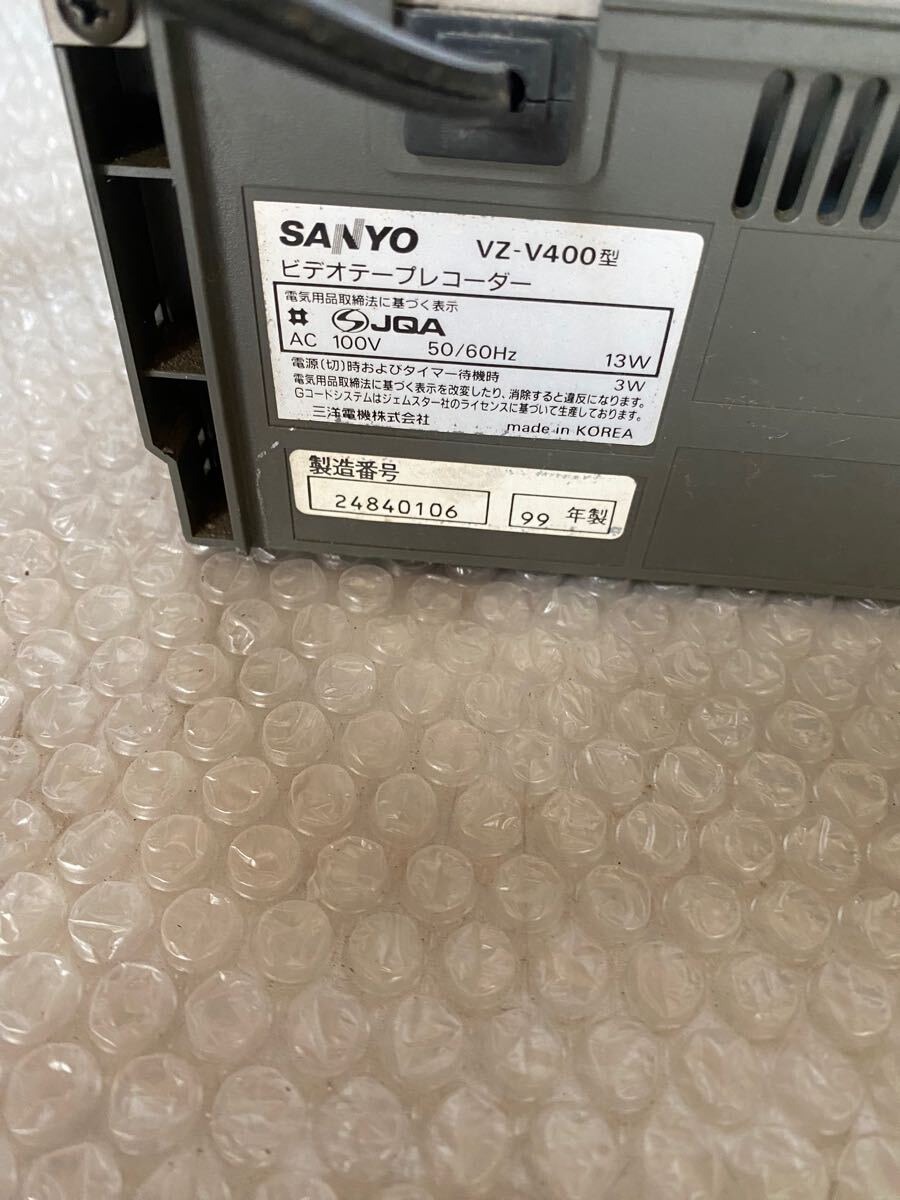 SANYO VZ-V400型
ビデオテープレコーダー
電気用品取締法に基づく表示
JQA
AC 100V 50/60Hz 13W
電源(切)時およびタイマー待機時 3W
電気用品取締法に基づく表示を改変したり、消除すると違反になります。
Gコードシステムはジェムスター社のライセンスに基づいて生産しております。
三洋電機株式会社 made in KOREA
製造番号
24840106 99 年製